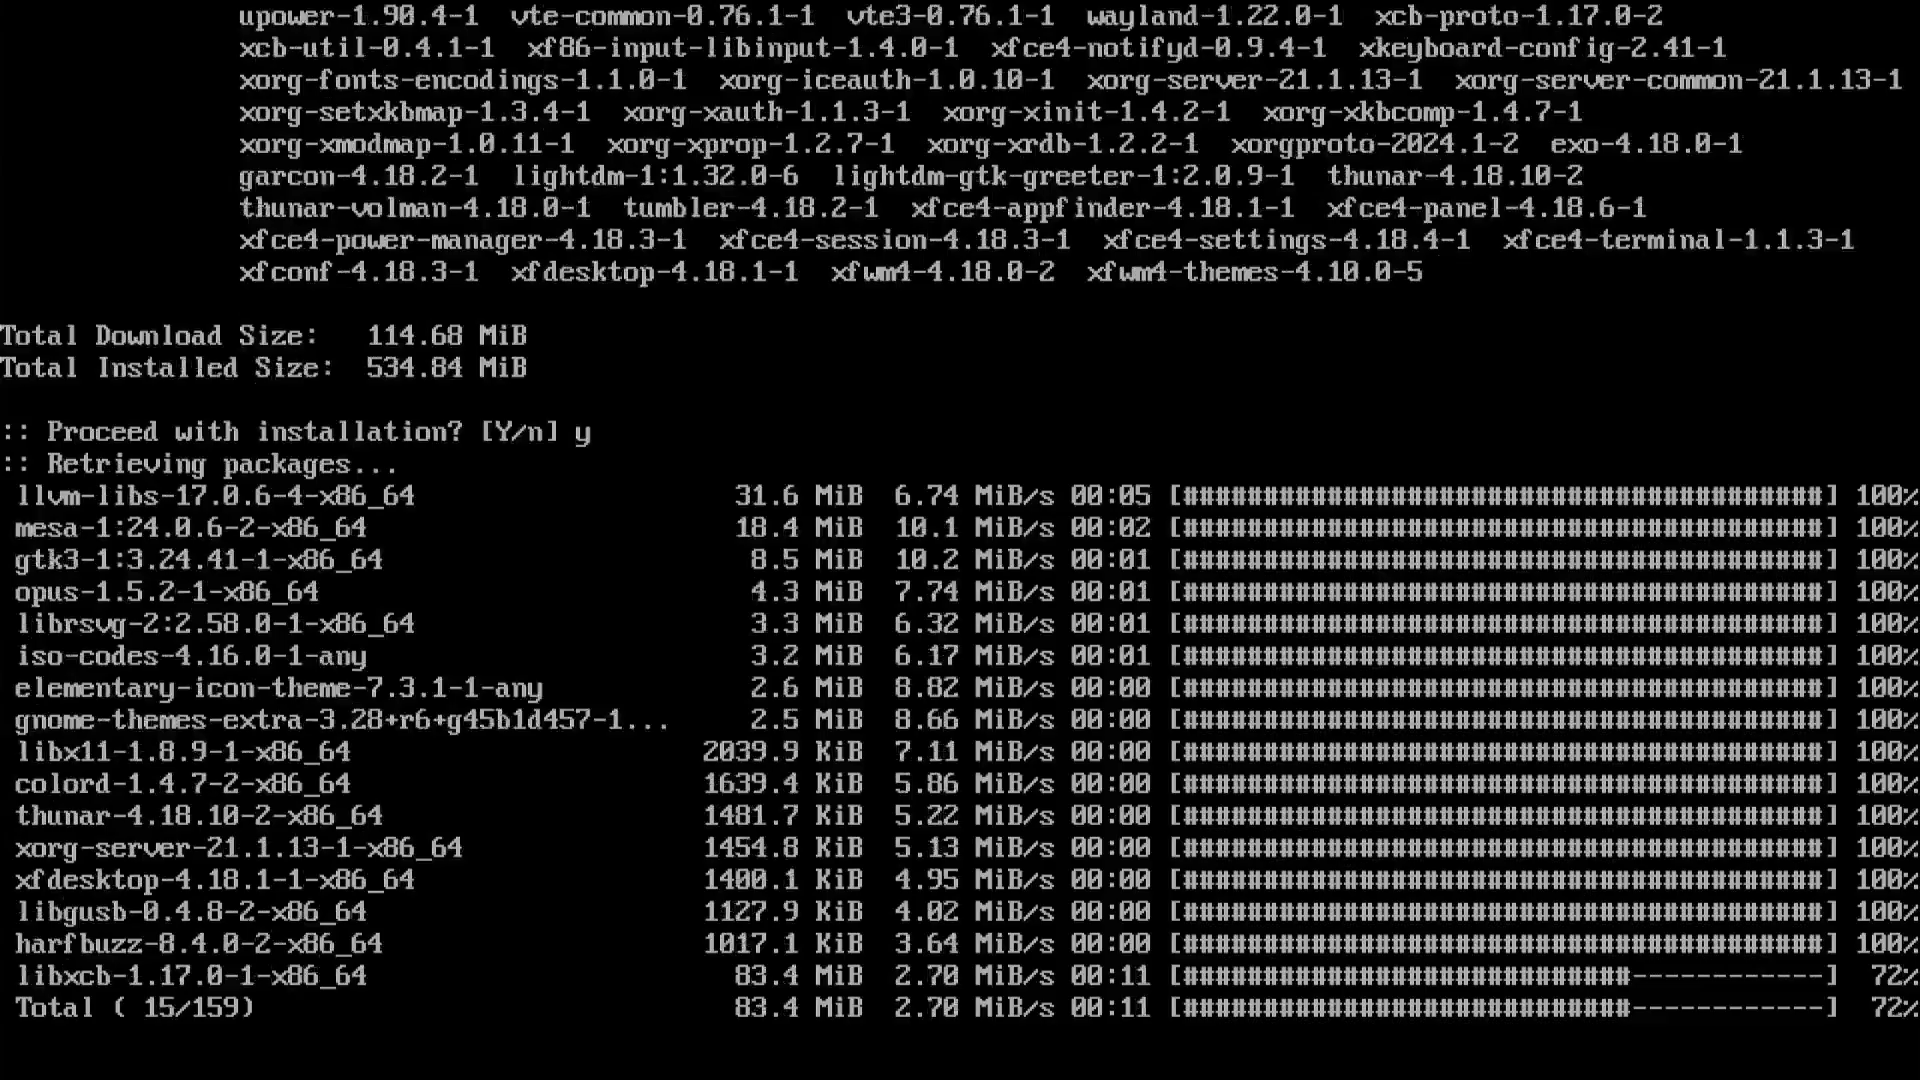 upower-1.90.4-1  vte-common-0.76.1-1  vte3-0.76.1-1  wayland-1.22.0-1  xcb-proto-1.17.0-2
xcb-util-0.4.1-1  xf86-input-libinput-1.4.0-1  xfce4-notifyd-0.9.4-1  xkeyboard-config-2.41-1
xorg-fonts-encodings-1.1.0-1  xorg-iceauth-1.0.10-1  xorg-server-21.1.13-1  xorg-server-common-21.1.13-1
xorg-setxkbmap-1.3.4-1  xorg-xauth-1.1.3-1  xorg-xinit-1.4.2-1  xorg-xkbcomp-1.4.7-1
xorg-xmodmap-1.0.11-1  xorg-xprop-1.2.7-1  xorg-xrdb-1.2.2-1  xorgproto-2024.1-2  exo-4.18.0-1
garcon-4.18.2-1  lightdm-1:1.32.0-6  lightdm-gtk-greeter-1:2.0.9-1  thunar-4.18.10-2
thunar-volman-4.18.0-1  tumbler-4.18.2-1  xfce4-appfinder-4.18.1-1  xfce4-panel-4.18.6-1
xfce4-power-manager-4.18.3-1  xfce4-session-4.18.3-1  xfce4-settings-4.18.4-1  xfce4-terminal-1.1.3-1
xfconf-4.18.3-1  xfdesktop-4.18.1-1  xfwm4-4.18.0-2  xfwm4-themes-4.10.0-5
Total Download Size:   114.68 MiB
Total Installed Size:  534.84 MiB
:: Proceed with installation? [Y/n] y
:: Retrieving packages...
llvm-libs-17.0.6-4-x86_64 31.6 MiB 6.74 MiB/s 00:05 [########################################] 100%
mesa-1:24.0.6-2-x86_64 18.4 MiB 10.1 MiB/s 00:02 [########################################] 100%
gtk3-1:3.24.41-1-x86_64 8.5 MiB 10.2 MiB/s 00:01 [########################################] 100%
opus-1.5.2-1-x86_64 4.3 MiB 7.74 MiB/s 00:01 [########################################] 100%
librsvg-2:2.58.0-1-x86_64 3.3 MiB 6.32 MiB/s 00:01 [########################################] 100%
iso-codes-4.16.0-1-any 3.2 MiB 6.17 MiB/s 00:01 [########################################] 100%
elementary-icon-theme-7.3.1-1-any 2.6 MiB 8.82 MiB/s 00:00 [########################################] 100%
gnome-themes-extra-3.28+r6+g45b1d457-1... 2.5 MiB 8.66 MiB/s 00:00 [########################################] 100%
libx11-1.8.9-1-x86_64 2039.9 KiB 7.11 MiB/s 00:00 [########################################] 100%
colord-1.4.7-2-x86_64 1639.4 KiB 5.86 MiB/s 00:00 [########################################] 100%
thunar-4.18.10-2-x86_64 1481.7 KiB 5.22 MiB/s 00:00 [########################################] 100%
xorg-server-21.1.13-1-x86_64 1454.8 KiB 5.13 MiB/s 00:00 [########################################] 100%
xfdesktop-4.18.1-1-x86_64 1400.1 KiB 4.95 MiB/s 00:00 [########################################] 100%
libgusb-0.4.8-2-x86_64 1127.9 KiB 4.02 MiB/s 00:00 [########################################] 100%
harfbuzz-8.4.0-2-x86_64 1017.1 KiB 3.64 MiB/s 00:00 [########################################] 100%
libxcb-1.17.0-1-x86_64 83.4 MiB 2.70 MiB/s 00:11 [############################------------] 72%
Total ( 15/159) 83.4 MiB 2.70 MiB/s 00:11 [############################------------] 72%